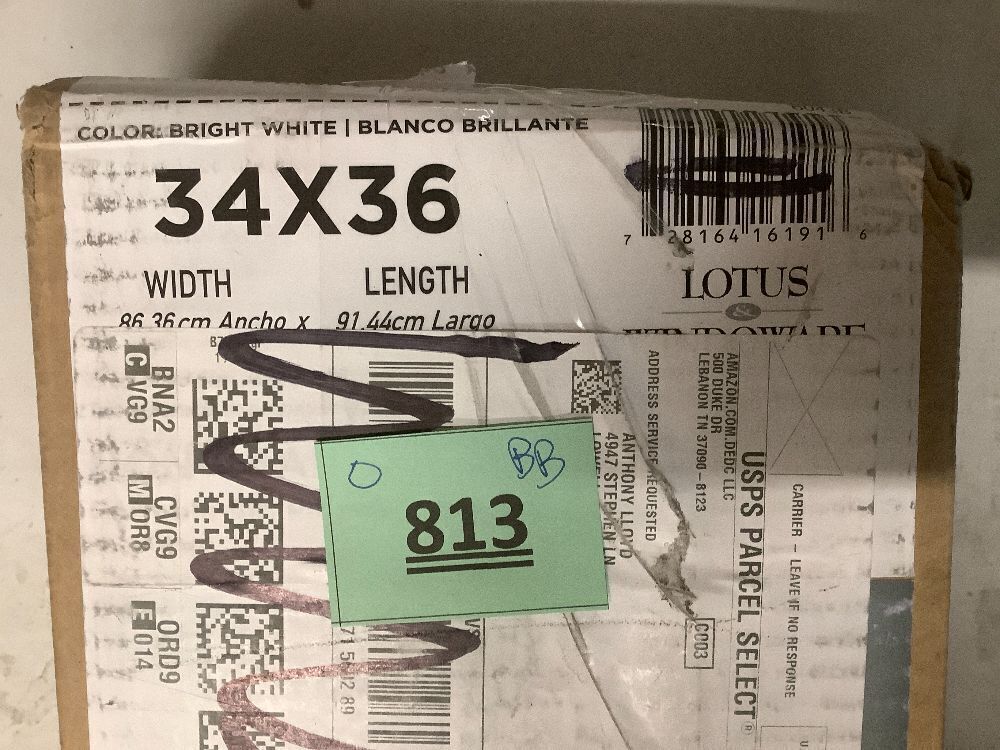 COLOR: BRIGHT WHITE | BLANCO BRILLANTE
34X36
WIDTH
LENGTH
86.36cm Ancho x 91.44cm Largo
7 28164 16191 6
LOTUS
&
WINDOWARE
BNA2
C VG9
CVG9
M OR8
ORD9
E 014
O
BB
813
AMAZON.COM.DEDC LLC
500 DUKE DR
LEBANON TN 37090-8123
ADDRESS SERVICE REQUESTED
ANTHONY LLOYD
4947 STEPHEN LN
C003
USPS PARCEL SELECT®
CARRIER – LEAVE IF NO RESPONSE